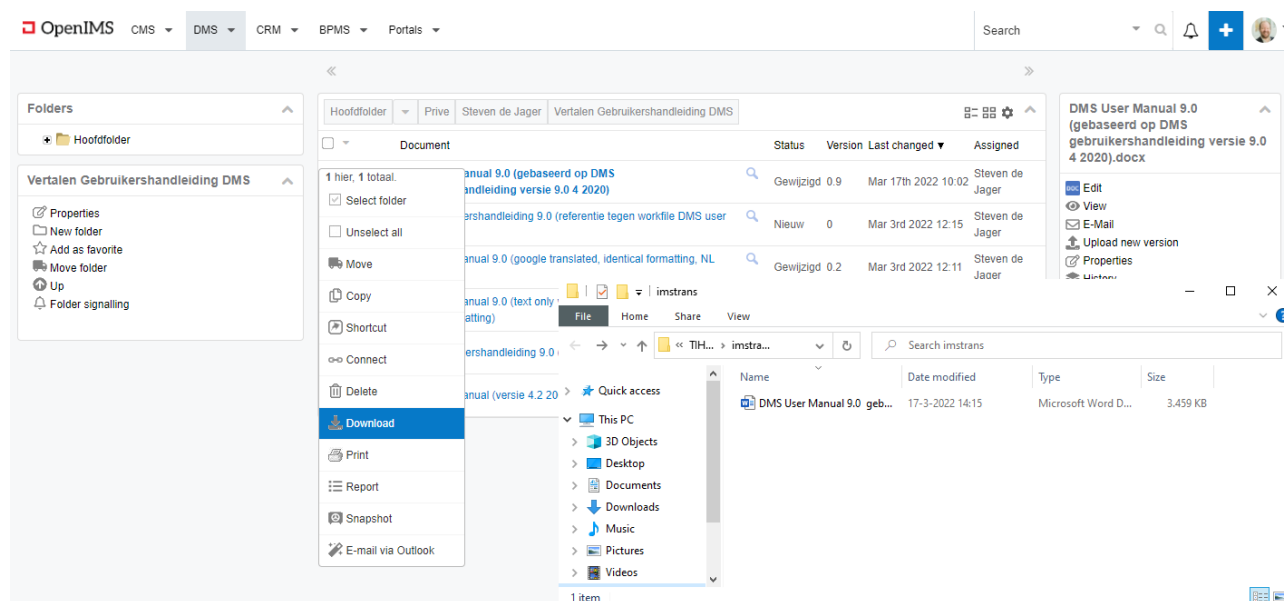 OpenIMS CMS DMS CRM BPMS Portals Search
Folders
Hoofdfolder
Vertalen Gebruikershandleiding DMS
Properties
New folder
Add as favorite
Move folder
Up
Folder signalling
Hoofdfolder Prive Steven de Jager Vertalen Gebruikershandleiding DMS
Document Status Version Last changed ▼ Assigned
anual 9.0 (gebaseerd op DMS
andleiding versie 9.0 4 2020)
Gewijzigd 0.9 Mar 17th 2022 10:02 Steven de
Jager
ershandleiding 9.0 (referentie tegen workfile DMS user
Nieuw 0 Mar 3rd 2022 12:15 Steven de
Jager
anual 9.0 (google translated, identical formatting, NL
Gewijzigd 0.2 Mar 3rd 2022 12:11 Steven de
Jager
anual 9.0 (text only
atting)
ershandleiding 9.0
anual (versie 4.2 20
1 hier, 1 totaal.
Select folder
Unselect all
Move
Copy
Shortcut
Connect
Delete
Download
Print
Report
Snapshot
E-mail via Outlook
DMS User Manual 9.0
(gebaseerd op DMS
gebruikershandleiding versie 9.0
4 2020).docx
Edit
View
E-Mail
Upload new version
Properties
History
imstrans
File Home Share View
« TIH... › imstra...
Search imstrans
Quick access
This PC
3D Objects
Desktop
Documents
Downloads
Music
Pictures
Videos
Name Date modified Type Size
DMS User Manual 9.0 geb... 17-3-2022 14:15 Microsoft Word D... 3.459 KB
1 item